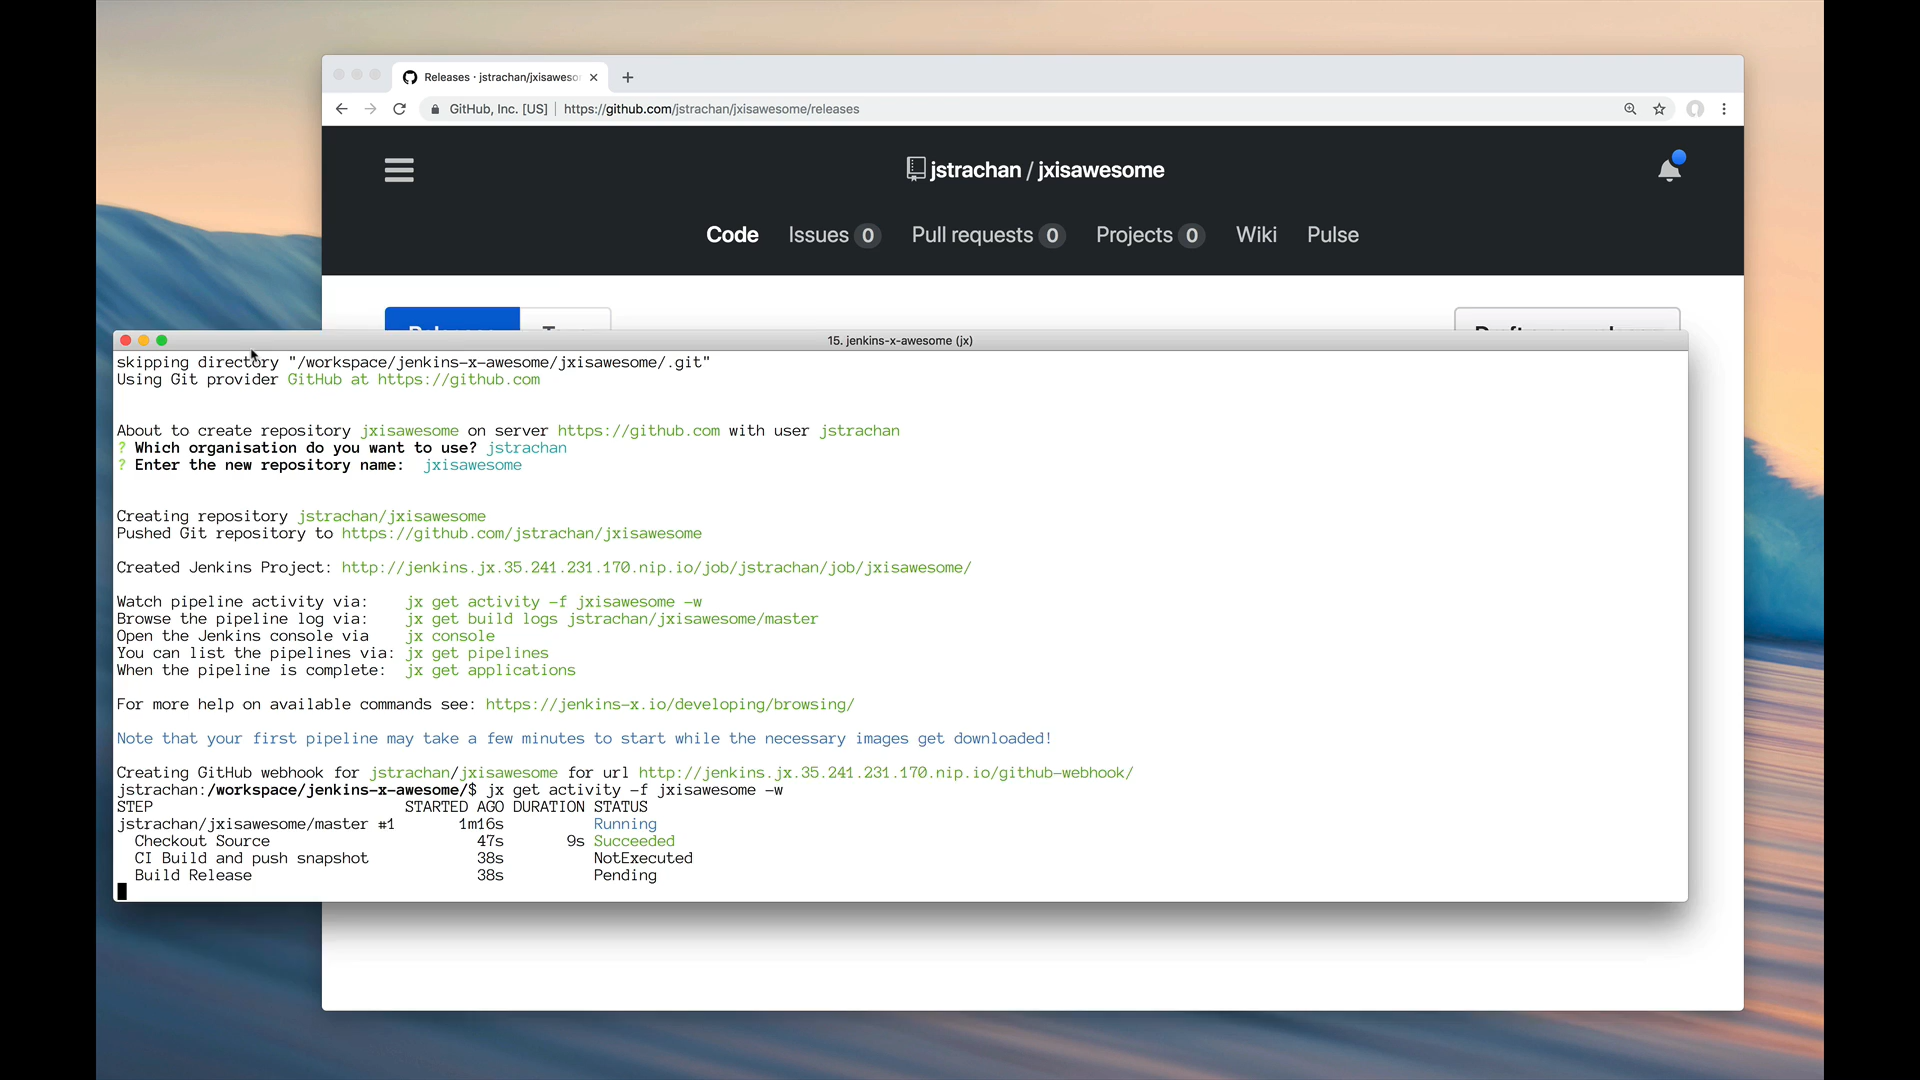 Releases · jstrachan/jxisaweso
GitHub, Inc. [US] | https://github.com/jstrachan/jxisawesome/releases
jstrachan / jxisawesome
Code Issues 0 Pull requests 0 Projects 0 Wiki Pulse
15. jenkins-x-awesome (jx)
skipping directory "/workspace/jenkins-x-awesome/jxisawesome/.git"
Using Git provider GitHub at https://github.com
About to create repository jxisawesome on server https://github.com with user jstrachan
? Which organisation do you want to use? jstrachan
? Enter the new repository name: jxisawesome
Creating repository jstrachan/jxisawesome
Pushed Git repository to https://github.com/jstrachan/jxisawesome
Created Jenkins Project: http://jenkins.jx.35.241.231.170.nip.io/job/jstrachan/job/jxisawesome/
Watch pipeline activity via: jx get activity -f jxisawesome -w
Browse the pipeline log via: jx get build logs jstrachan/jxisawesome/master
Open the Jenkins console via jx console
You can list the pipelines via: jx get pipelines
When the pipeline is complete: jx get applications
For more help on available commands see: https://jenkins-x.io/developing/browsing/
Note that your first pipeline may take a few minutes to start while the necessary images get downloaded!
Creating GitHub webhook for jstrachan/jxisawesome for url http://jenkins.jx.35.241.231.170.nip.io/github-webhook/
jstrachan:/workspace/jenkins-x-awesome/$ jx get activity -f jxisawesome -w
STEP STARTED AGO DURATION STATUS
jstrachan/jxisawesome/master #1 1m16s Running
Checkout Source 47s 9s Succeeded
CI Build and push snapshot 38s NotExecuted
Build Release 38s Pending